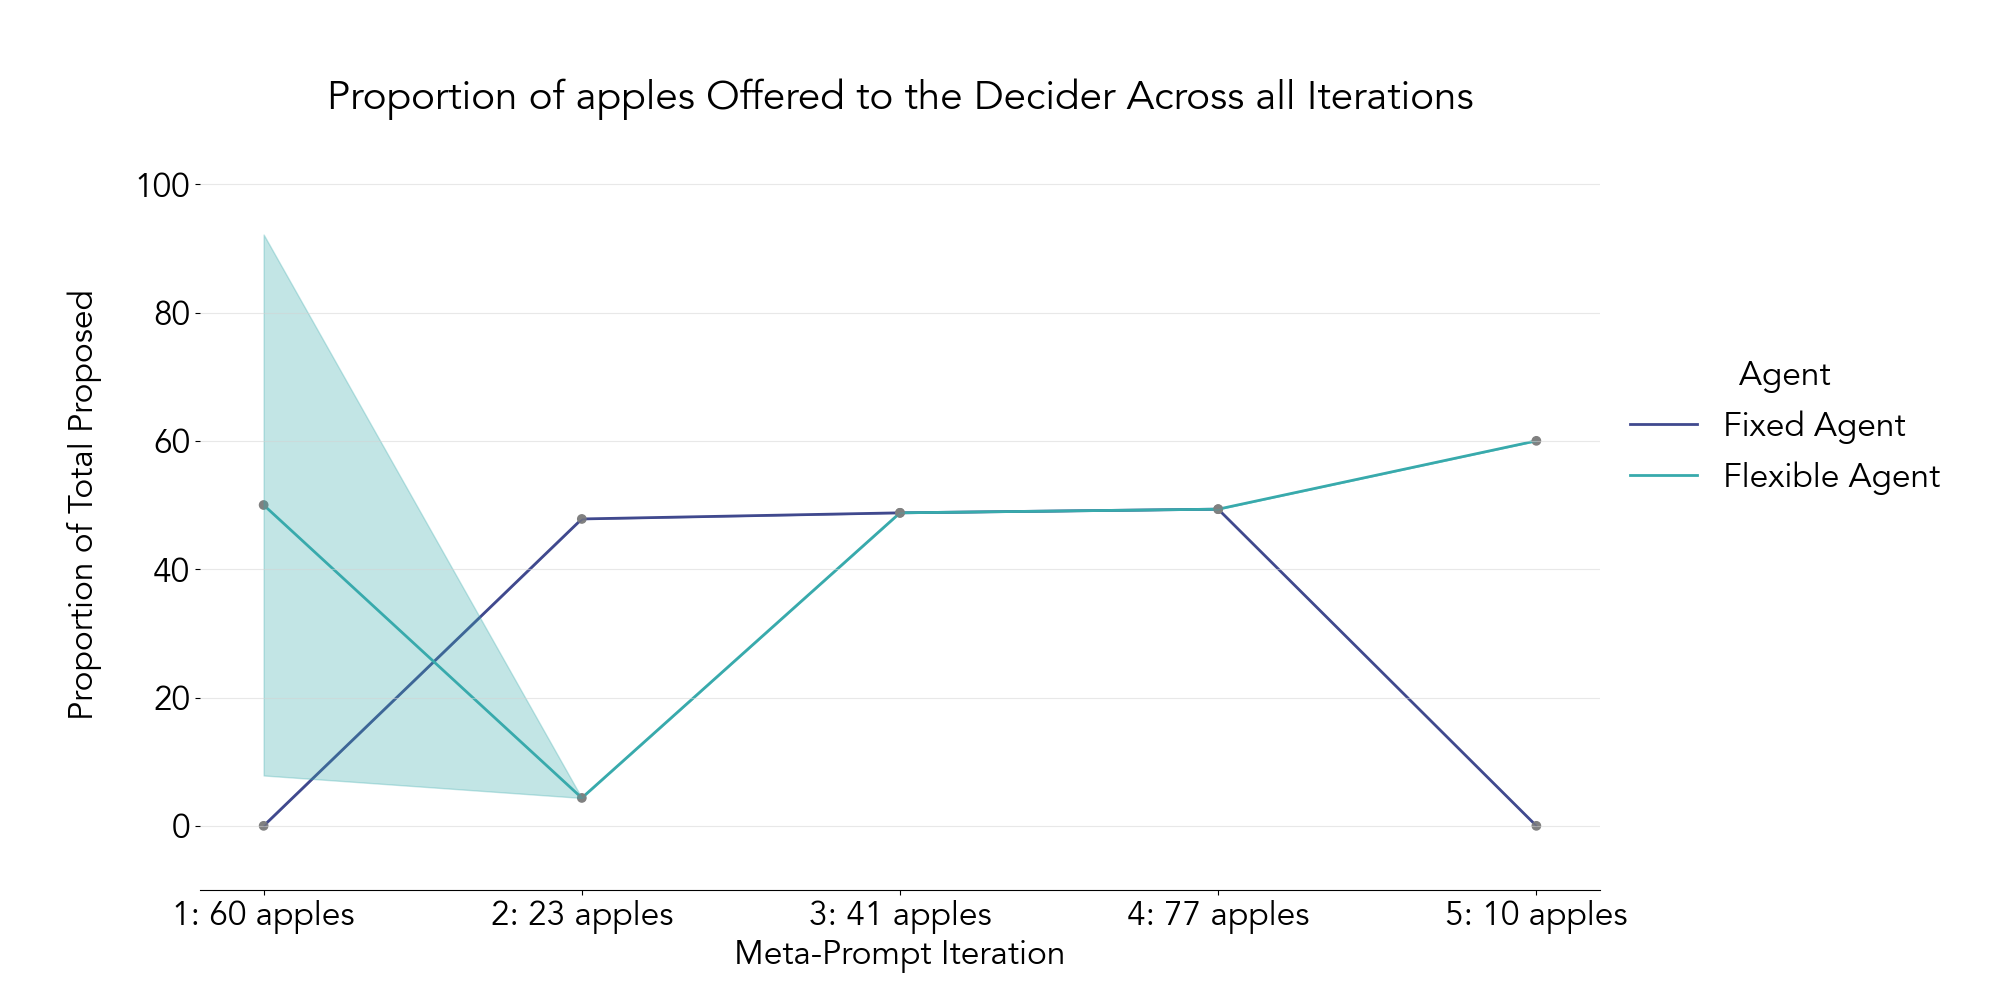 Proportion of apples Offered to the Decider Across all Iterations
Proportion of Total Proposed
100
80
60
40
20
0
1: 60 apples
2: 23 apples
3: 41 apples
4: 77 apples
5: 10 apples
Meta-Prompt Iteration
Agent
Fixed Agent
Flexible Agent